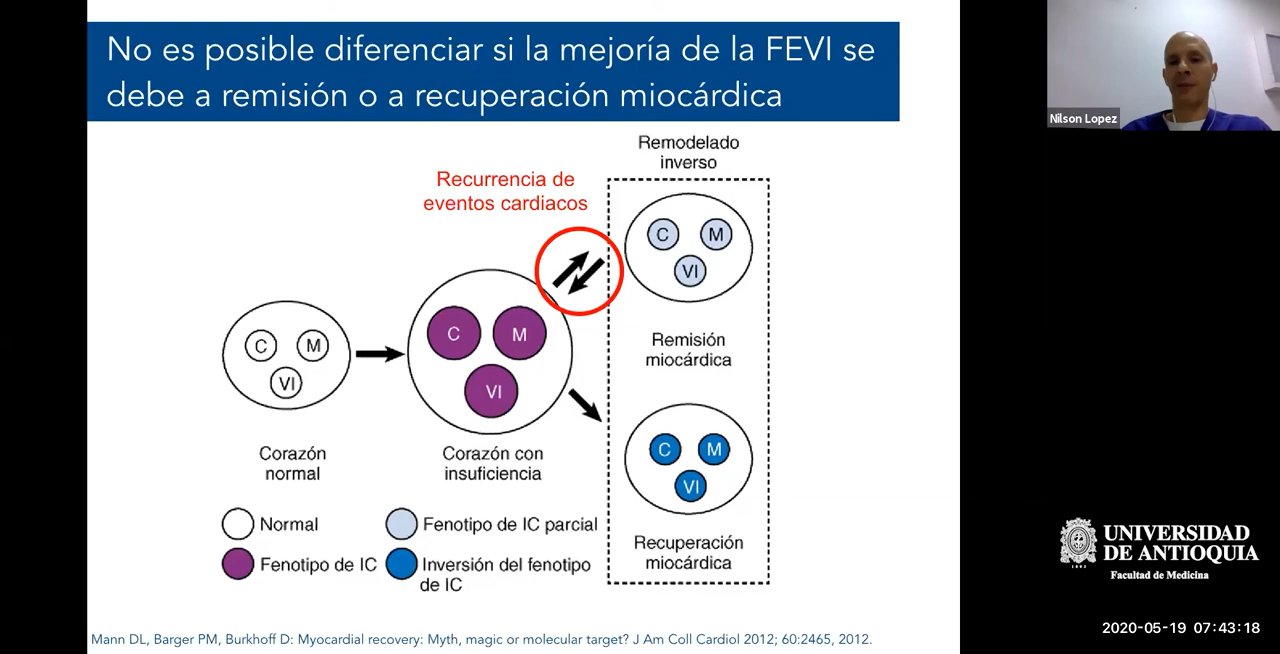 No es posible diferenciar si la mejoría de la FEVI se
debe a remisión o a recuperación miocárdica
Nilson Lopez
Remodelado
inverso
Recurrencia de
eventos cardiacos
C
M
VI
C
M
VI
C
M
VI
Remisión
miocárdica
C
M
VI
Corazón
normal
Corazón con
insuficiencia
Recuperación
miocárdica
Normal
Fenotipo de IC parcial
Fenotipo de IC
Inversión del fenotipo
de IC
UNIVERSIDAD
DE ANTIOQUIA
1803
Facultad de Medicina
Mann DL, Barger PM, Burkhoff D: Myocardial recovery: Myth, magic or molecular target? J Am Coll Cardiol 2012; 60:2465, 2012.
2020-05-19 07:43:18